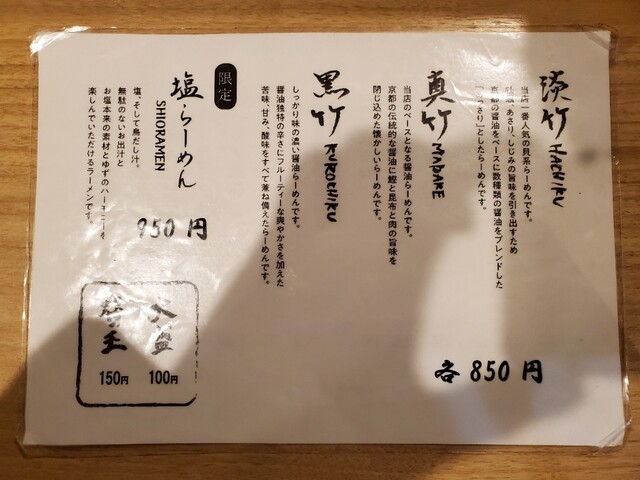 淡竹 HACHIKU
当店一番人気の貝系らーめんです。
あさり、しじみの旨味を引き出すため
京都の醤油をベースに数種類の醤油をブレンドした
「あっさり」としたらーめんです。
真竹 MADAKE
当店のベースとなる醤油らーめんです。
京都の伝統的な醤油に鰹と昆布と肉の旨味を
閉じ込めた懐かしいらーめんです。
黒竹 KUROCHIKU
しっかり味の濃い醤油らーめんです。
醤油独特の辛さにフルーティーな爽やかさを加えた
苦味、甘み、酸味をすべて兼ね備えたらーめんです。
各850円
限定
塩らーめん
SHIORAMEN
塩、そして鳥だし汁。
無駄のないお出汁と
お塩本来の素材とゆずのハーモニーを
楽しんでいただけるラーメンです。
950円
大盛
100円
替玉
150円